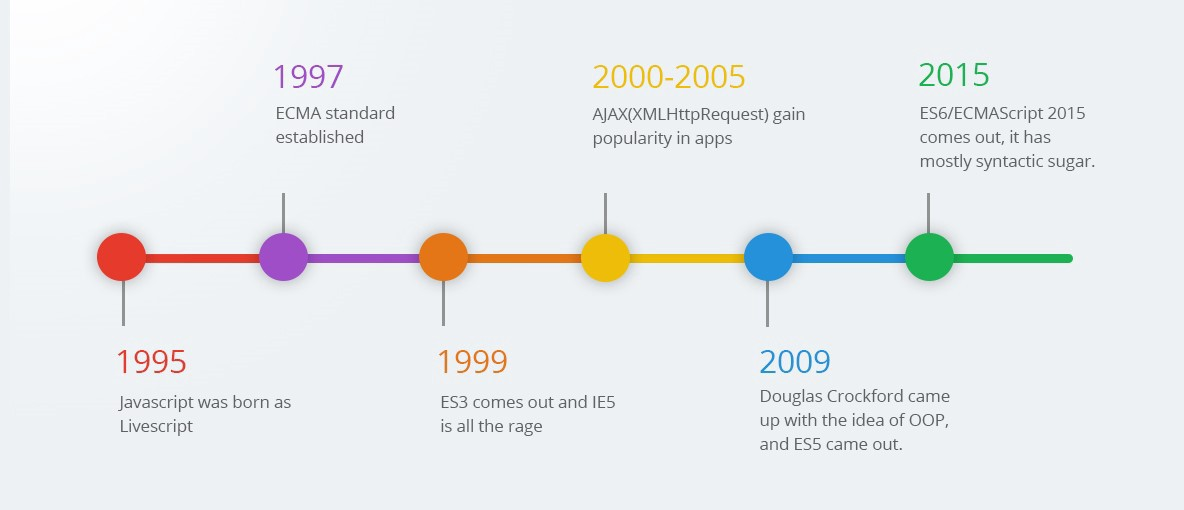 1997
ECMA standard
established
2000-2005
AJAX(XMLHttpRequest) gain
popularity in apps
2015
ES6/ECMAScript 2015
comes out, it has
mostly syntactic sugar.
1995
Javascript was born as
Livescript
1999
ES3 comes out and IE5
is all the rage
2009
Douglas Crockford came
up with the idea of OOP,
and ES5 came out.